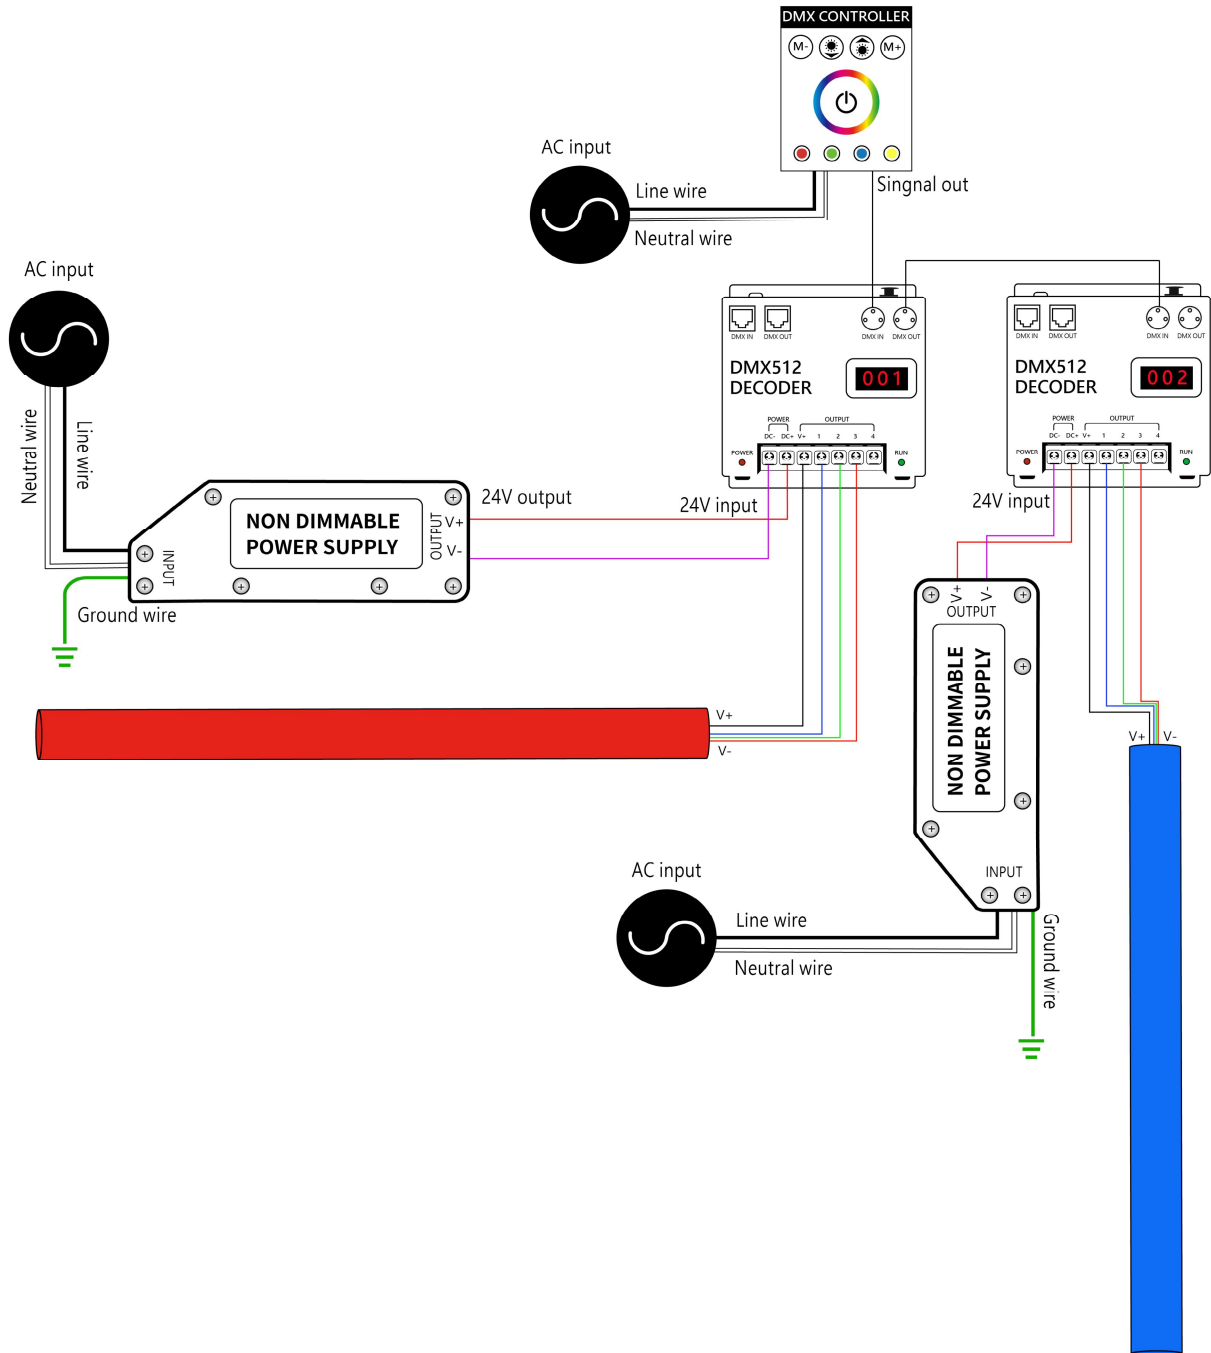 DMX CONTROLLER
M-
M+
AC input
Line wire
Neutral wire
Singnal out
AC input
Neutral wire
Line wire
DMX IN
DMX OUT
DMX IN
DMX OUT
DMX512
DECODER
001
POWER
OUTPUT
DC-
DC+
V+
1
2
3
4
POWER
RUN
DMX IN
DMX OUT
DMX IN
DMX OUT
DMX512
DECODER
002
POWER
OUTPUT
DC-
DC+
V+
1
2
3
4
POWER
RUN
24V output
24V input
24V input
NON DIMMABLE
POWER SUPPLY
INPUT
OUTPUT
V+
V-
Ground wire
V+
V-
OUTPUT
NON DIMMABLE
POWER SUPPLY
INPUT
V+
V-
V+
V-
AC input
Line wire
Neutral wire
Ground wire